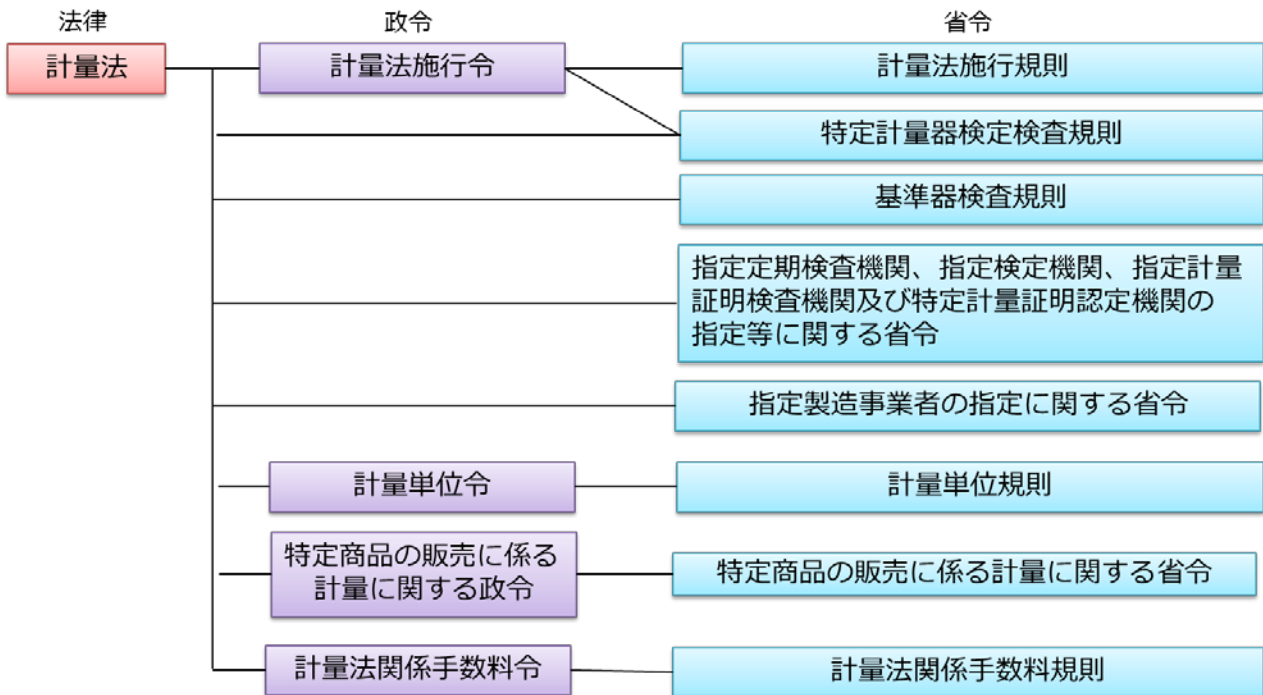 法律
政令
省令
計量法
計量法施行令
計量法施行規則
特定計量器検定検査規則
基準器検査規則
指定定期検査機関、指定検定機関、指定計量
証明検査機関及び特定計量証明認定機関の
指定等に関する省令
指定製造事業者の指定に関する省令
計量単位令
計量単位規則
特定商品の販売に係る
計量に関する政令
特定商品の販売に係る計量に関する省令
計量法関係手数料令
計量法関係手数料規則